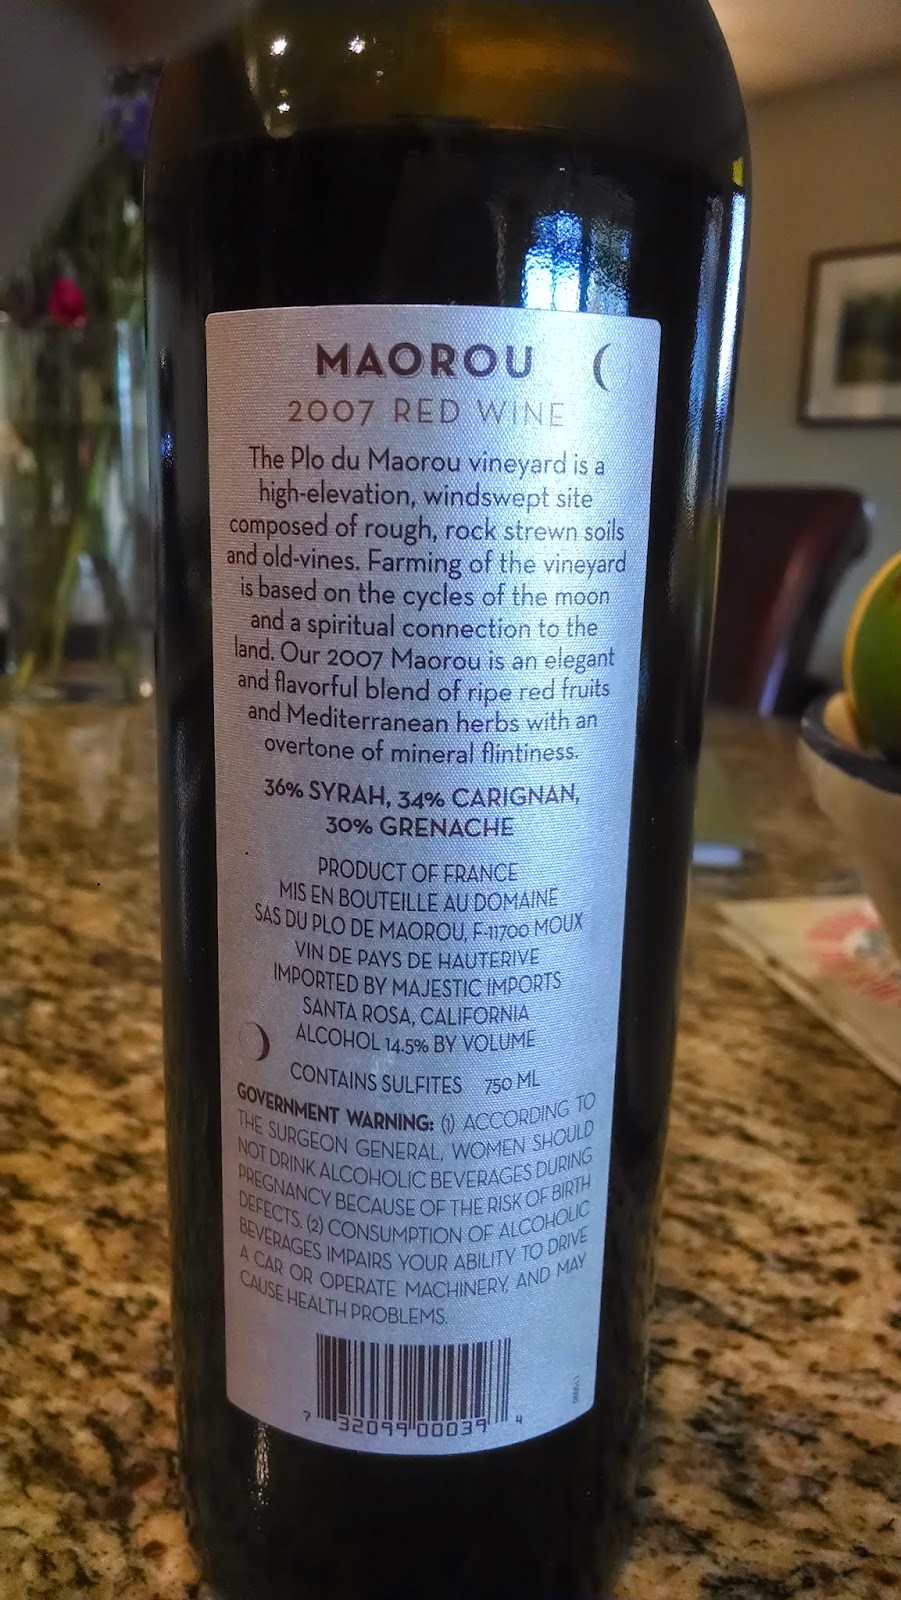 MAOROU
2007 RED WINE
The Plo du Maorou vineyard is a
high-elevation, windswept site
composed of rough, rock strewn soils
and old-vines. Farming of the vineyard
is based on the cycles of the moon
and a spiritual connection to the
land. Our 2007 Maorou is an elegant
and flavorful blend of ripe red fruits
and Mediterranean herbs with an
overtone of mineral flintiness.
36% SYRAH, 34% CARIGNAN,
30% GRENACHE
PRODUCT OF FRANCE
MIS EN BOUTEILLE AU DOMAINE
SAS DU PLO DE MAOROU, F-11700 MOUX
VIN DE PAYS DE HAUTERIVE
IMPORTED BY MAJESTIC IMPORTS
SANTA ROSA, CALIFORNIA
ALCOHOL 14.5% BY VOLUME
CONTAINS SULFITES 750 ML
GOVERNMENT WARNING: (1) ACCORDING TO
THE SURGEON GENERAL, WOMEN SHOULD
NOT DRINK ALCOHOLIC BEVERAGES DURING
PREGNANCY BECAUSE OF THE RISK OF BIRTH
DEFECTS. (2) CONSUMPTION OF ALCOHOLIC
BEVERAGES IMPAIRS YOUR ABILITY TO DRIVE
A CAR OR OPERATE MACHINERY, AND MAY
CAUSE HEALTH PROBLEMS.
7 32099 00039 4